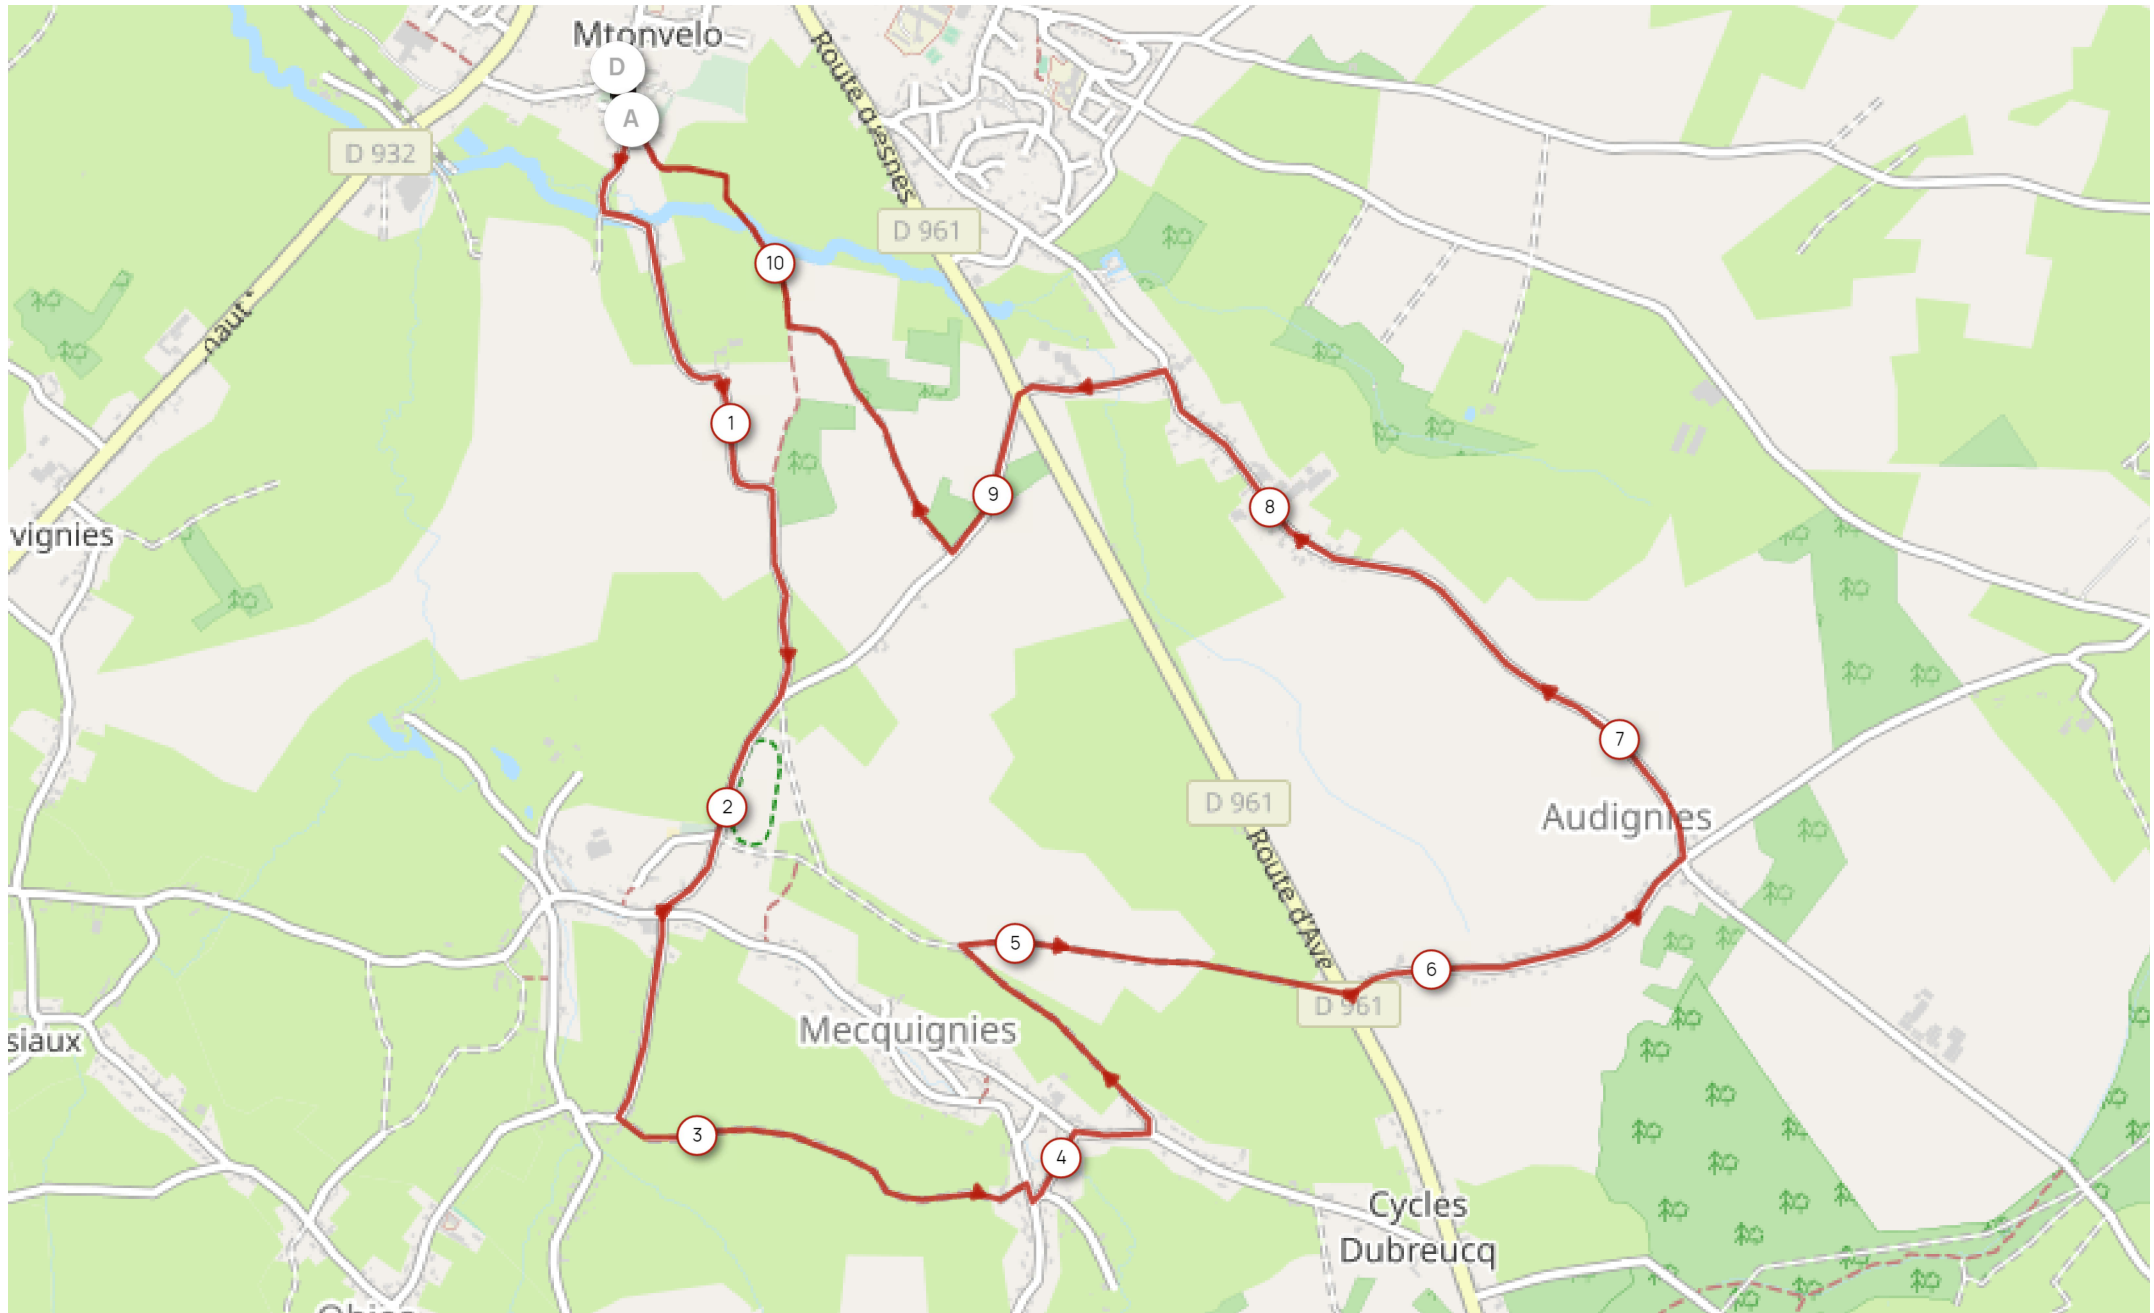 Mtonvelo
D
A
Route d'esnes
D 932
D 961
10
naut
1
9
8
vignies
7
2
D 961
Audignies
Route d'Ave
5
6
D 961
Mecquignies
siaux
3
4
Cycles
Dubreucq